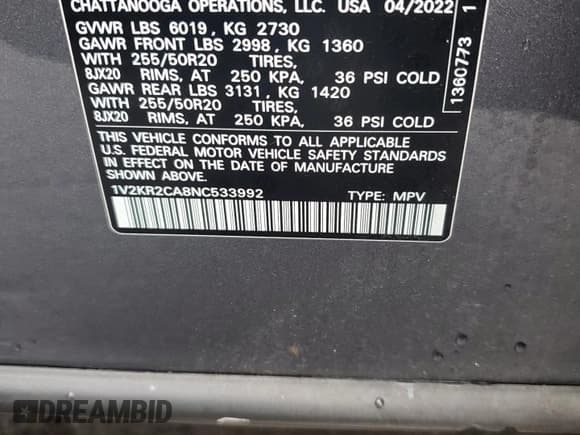 CHATTANOOGA OPERATIONS, LLC. USA 04/2022
GVWR LBS 6019 , KG 2730
GAWR FRONT LBS 2998 , KG 1360
WITH 255/50R20 TIRES,
8JX20 RIMS, AT 250 KPA, 36 PSI COLD
GAWR REAR LBS 3131 , KG 1420
WITH 255/50R20 TIRES,
8JX20 RIMS, AT 250 KPA, 36 PSI COLD
THIS VEHICLE CONFORMS TO ALL APPLICABLE
U.S. FEDERAL MOTOR VEHICLE SAFETY STANDARDS
IN EFFECT ON THE DATE OF MANUFACTURE
SHOWN ABOVE.
1V2KR2CA8NC533992 TYPE: MPV
1360773 1
DREAMBID